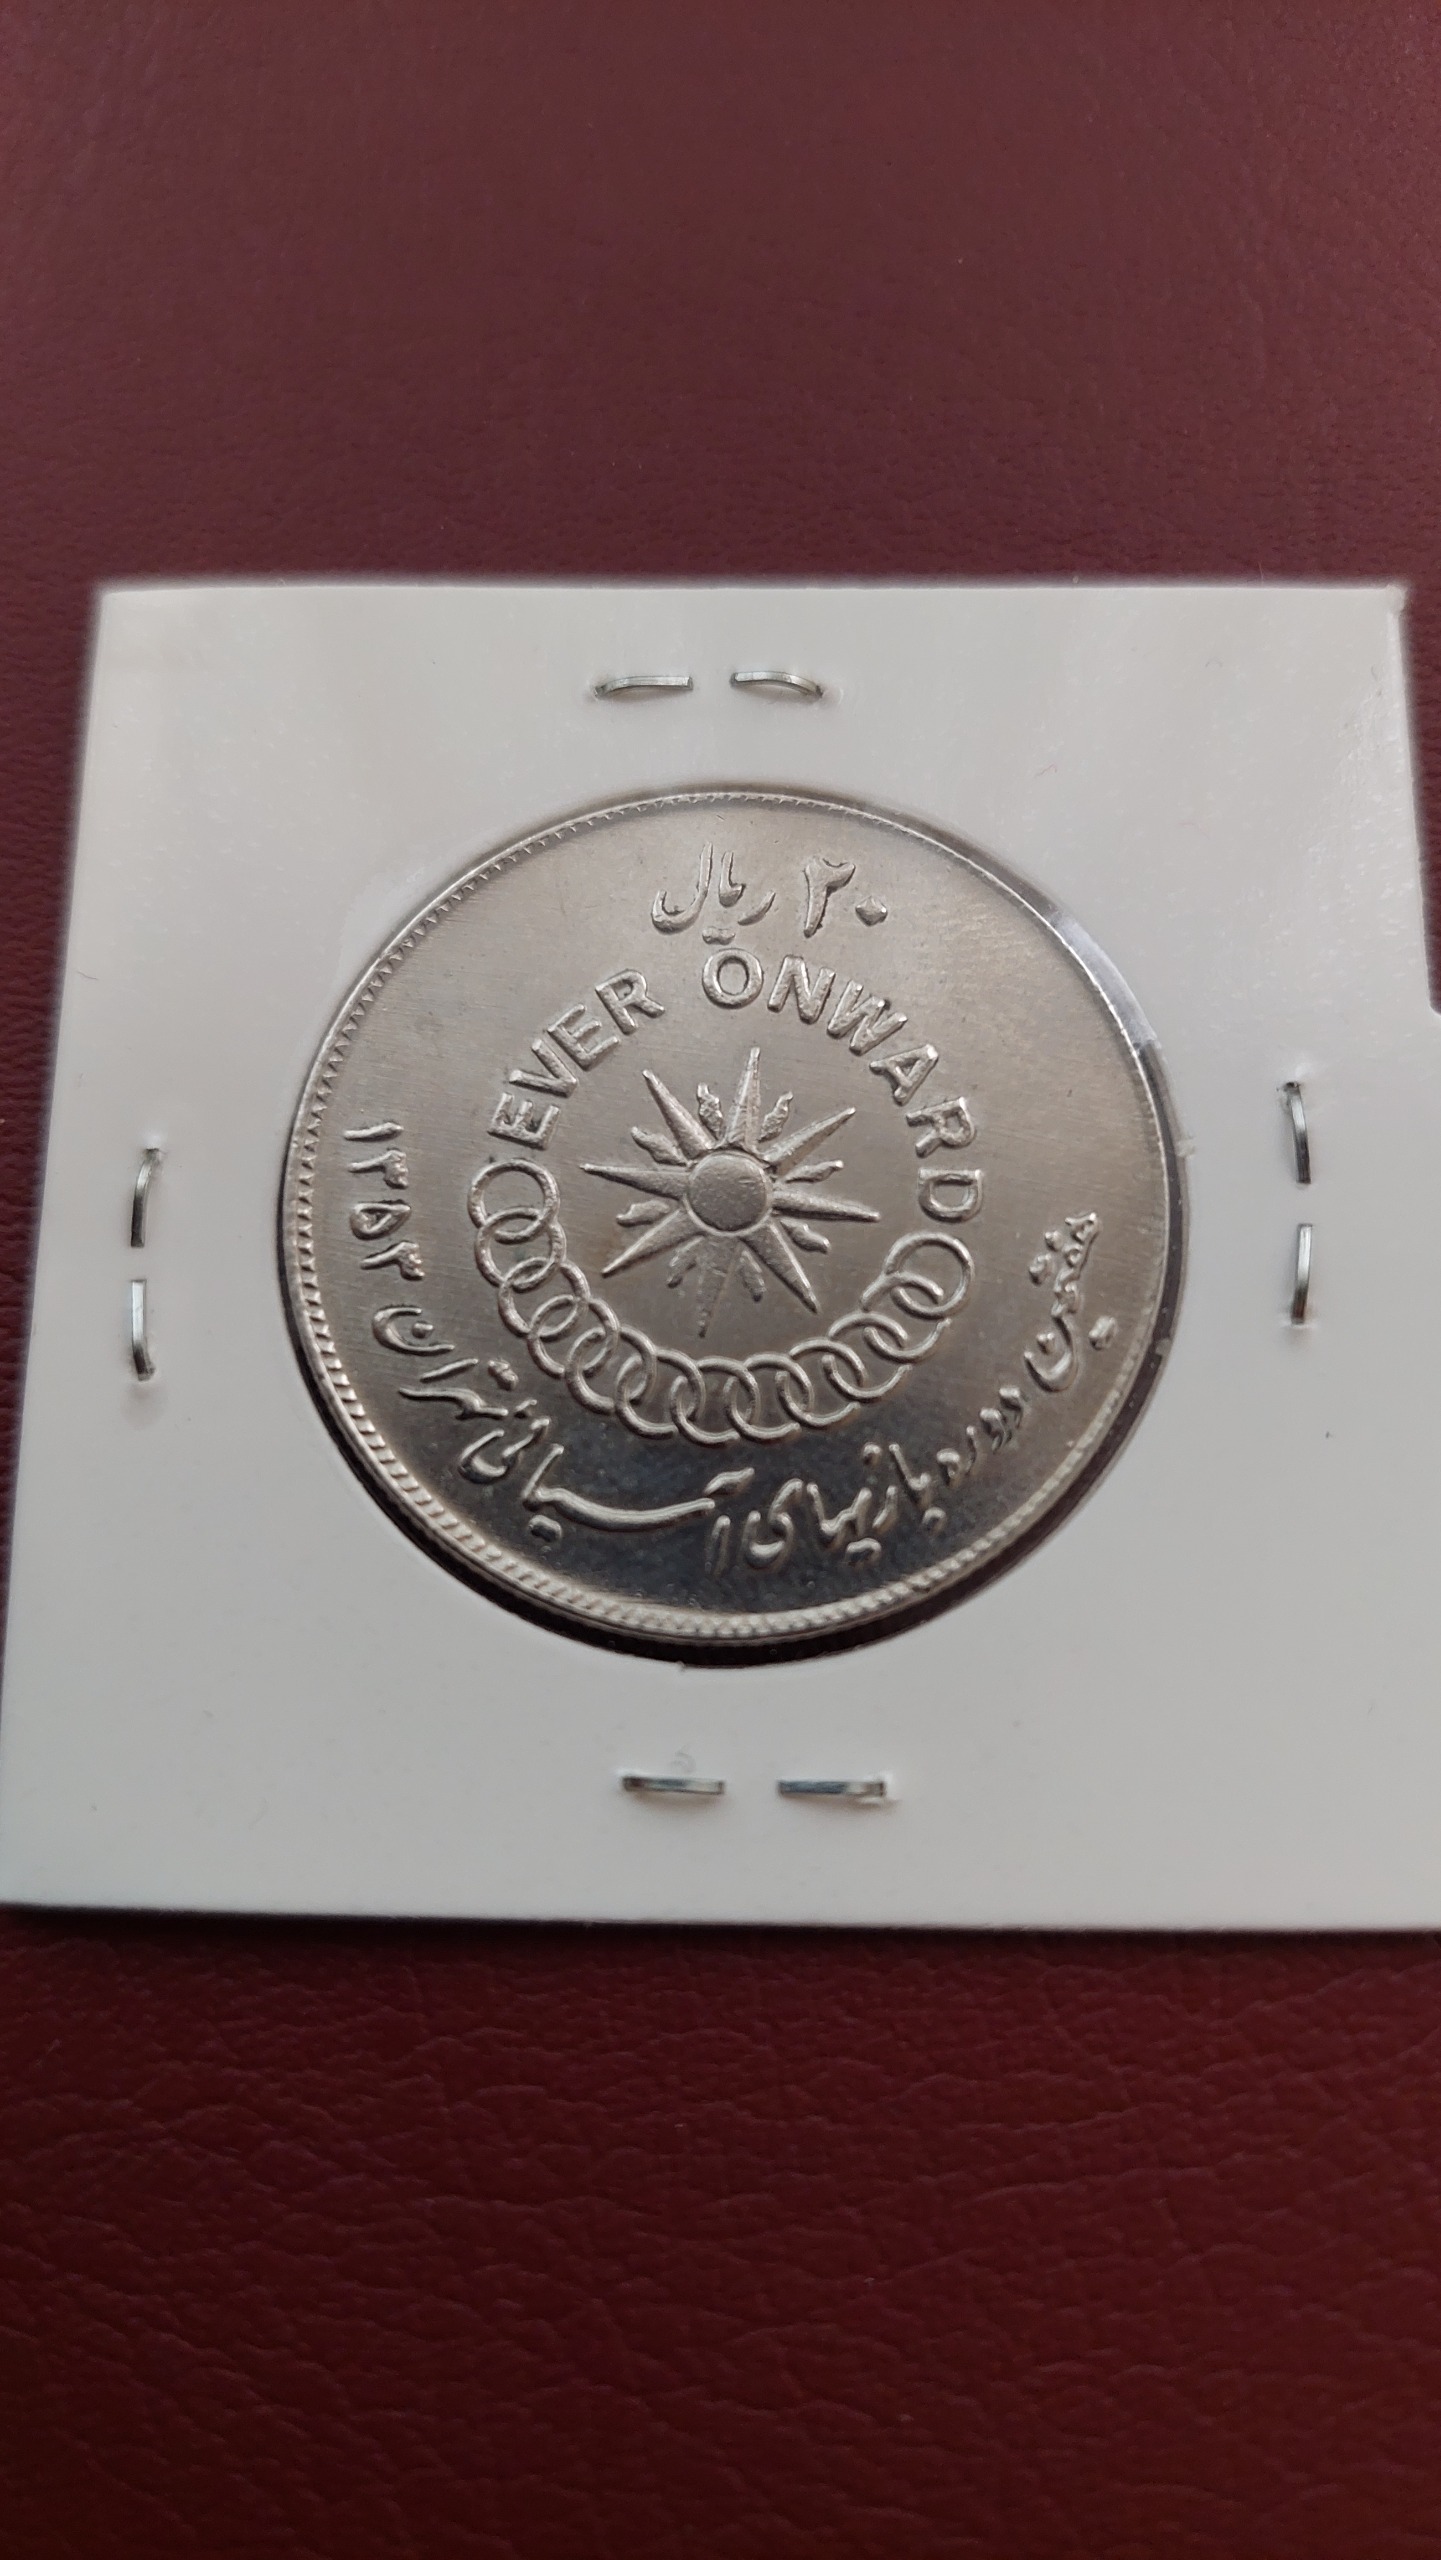 ۲۰ ریال
EVER ONWARD
هفتمین دوره بازیهای آسیائی تهران ۱۳۵۳